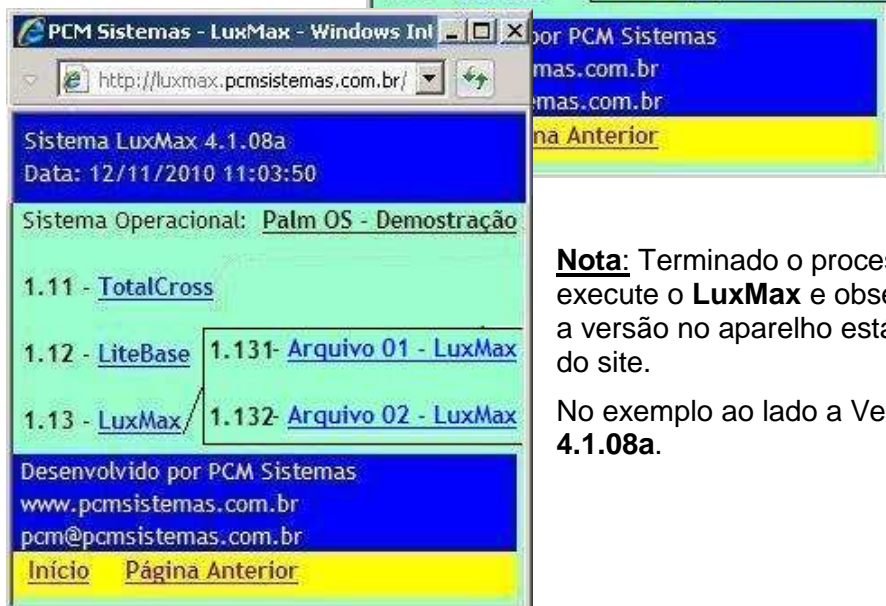 PCM Sistemas - LuxMax - Windows Int
http://luxmax.pcmsistemas.com.br/
Sistema LuxMax 4.1.08a
Data: 12/11/2010 11:03:50
Sistema Operacional: Palm OS - Demostração
1.11 - TotalCross
1.12 - LiteBase
1.131- Arquivo 01 - LuxMax
1.13 - LuxMax
1.132- Arquivo 02 - LuxMax
Desenvolvido por PCM Sistemas
www.pcmsistemas.com.br
pcm@pcmsistemas.com.br
Início Página Anterior
por PCM Sistemas
mas.com.br
emas.com.br
na Anterior
Nota: Terminado o proces
execute o LuxMax e obse
a versão no aparelho está
do site.
No exemplo ao lado a Ve
4.1.08a.